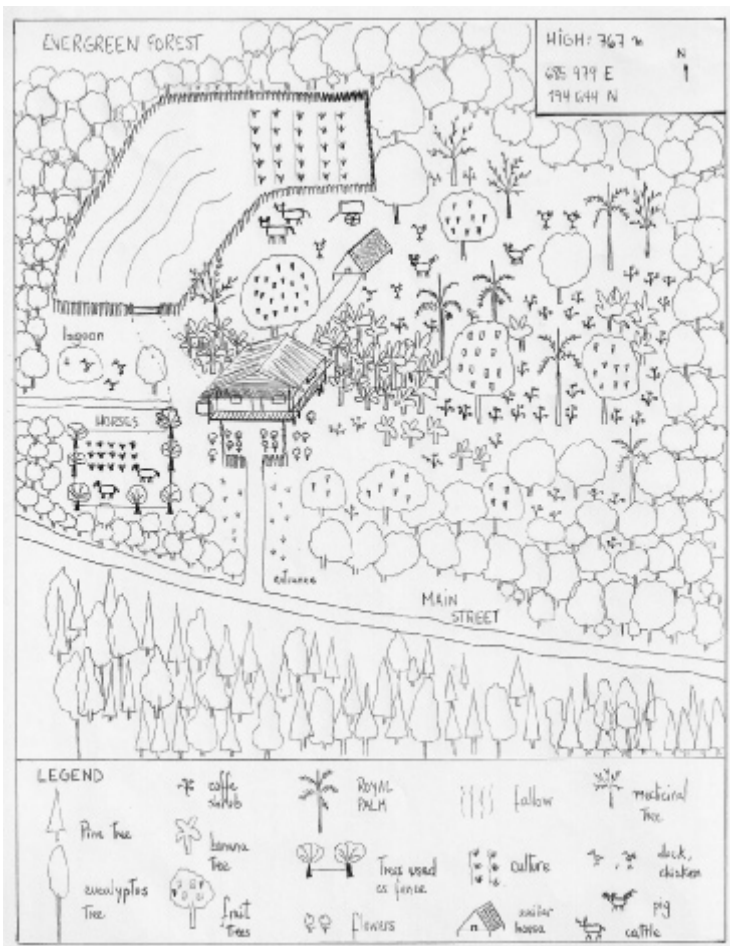 EVERGREEN FOREST
HIGH: 767 m
N
685 979 E
194 644 N
lagoon
HORSES
entrance
MAIN
STREET
LEGEND
Pine Tree
eucalyptus
Tree
coffe
shrub
banana
Tree
fruit
Trees
ROYAL
PALM
Trees used
as fence
flowers
fallow
culture
house
medicinal
Tree
duck,
chicken
pig
cattle